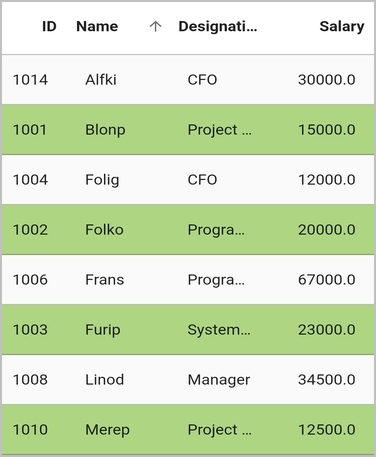 ID Name ↑ Designati... Salary
1014 Alfki CFO 30000.0
1001 Blonp Project ... 15000.0
1004 Folig CFO 12000.0
1002 Folko Progra... 20000.0
1006 Frans Progra... 67000.0
1003 Furip System... 23000.0
1008 Linod Manager 34500.0
1010 Merep Project ... 12500.0